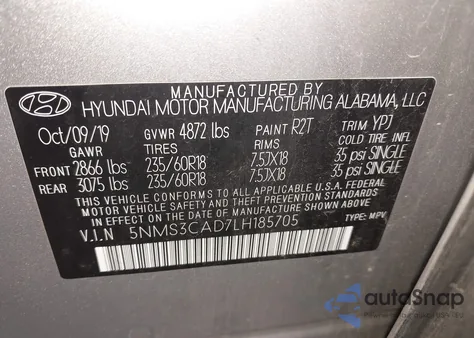 MANUFACTURED BY
HYUNDAI MOTOR MANUFACTURING ALABAMA, LLC
Oct/09/19 GVWR 4872 lbs PAINT R2T TRIM YPJ
GAWR TIRES RIMS COLD TIRE INFL
FRONT 2866 lbs 235/60R18 7.5JX18 35 psi SINGLE
REAR 3075 lbs 235/60R18 7.5JX18 35 psi SINGLE
THIS VEHICLE CONFORMS TO ALL APPLICABLE U.S.A. FEDERAL
MOTOR VEHICLE SAFETY AND THEFT PREVENTION STANDARDS
IN EFFECT ON THE DATE OF MANUFACTURE SHOWN ABOVE
V.I.N 5NMS3CAD7LH185705 TYPE: MPV
autoSnap